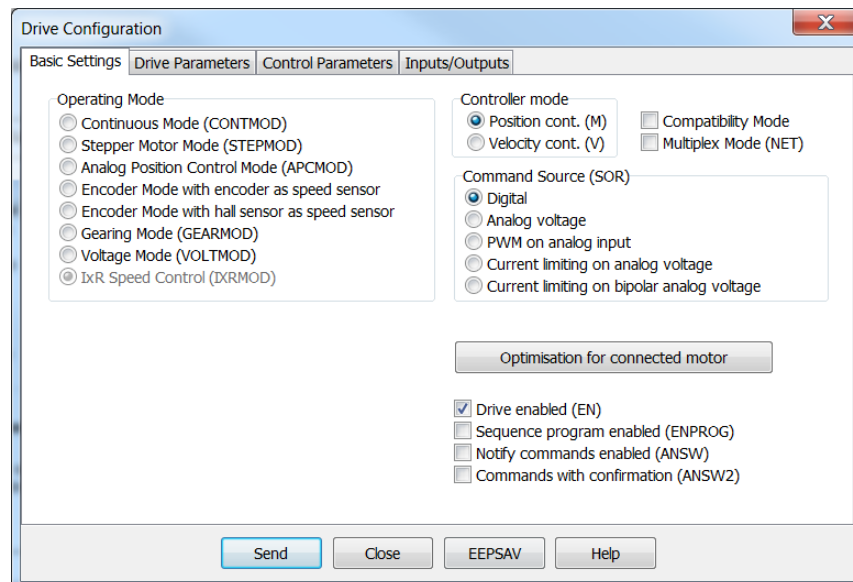 Drive Configuration
Basic Settings Drive Parameters Control Parameters Inputs/Outputs
Operating Mode
Continuous Mode (CONTMOD)
Stepper Motor Mode (STEPMOD)
Analog Position Control Mode (APCMOD)
Encoder Mode with encoder as speed sensor
Encoder Mode with hall sensor as speed sensor
Gearing Mode (GEARMOD)
Voltage Mode (VOLTMOD)
IxR Speed Control (IXRMOD)
Controller mode
Position cont. (M)
Velocity cont. (V)
Compatibility Mode
Multiplex Mode (NET)
Command Source (SOR)
Digital
Analog voltage
PWM on analog input
Current limiting on analog voltage
Current limiting on bipolar analog voltage
Optimisation for connected motor
Drive enabled (EN)
Sequence program enabled (ENPROG)
Notify commands enabled (ANSW)
Commands with confirmation (ANSW2)
Send Close EEPSAV Help